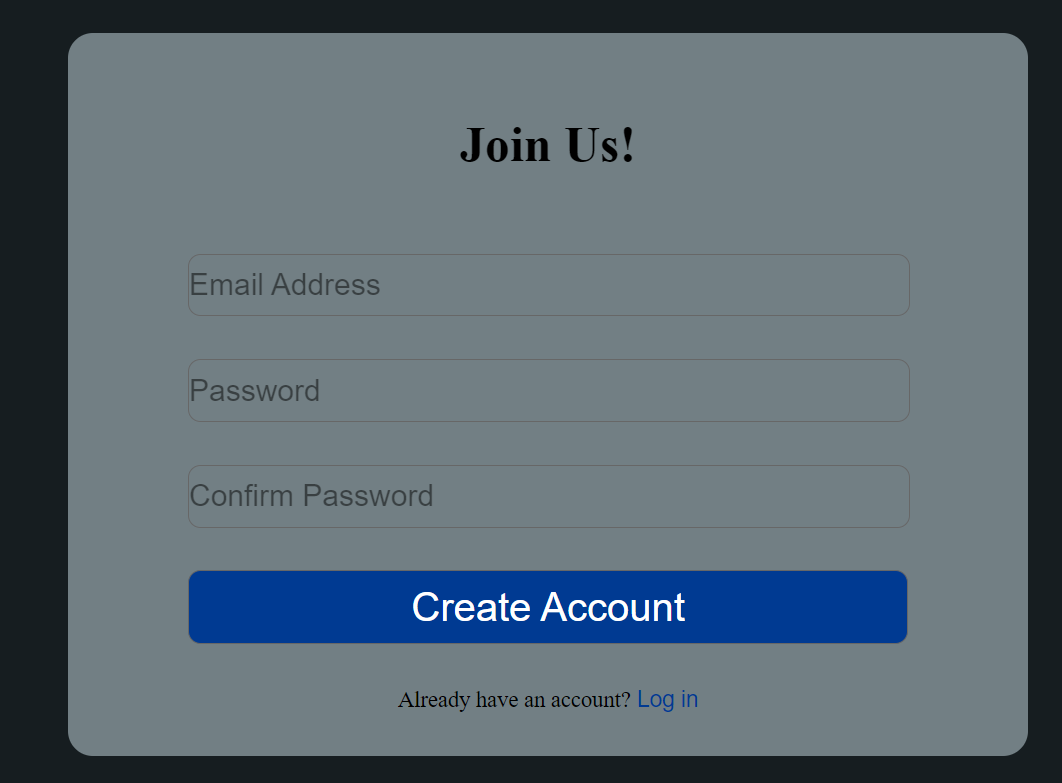 Join Us!
Email Address
Password
Confirm Password
Create Account
Already have an account? Log in